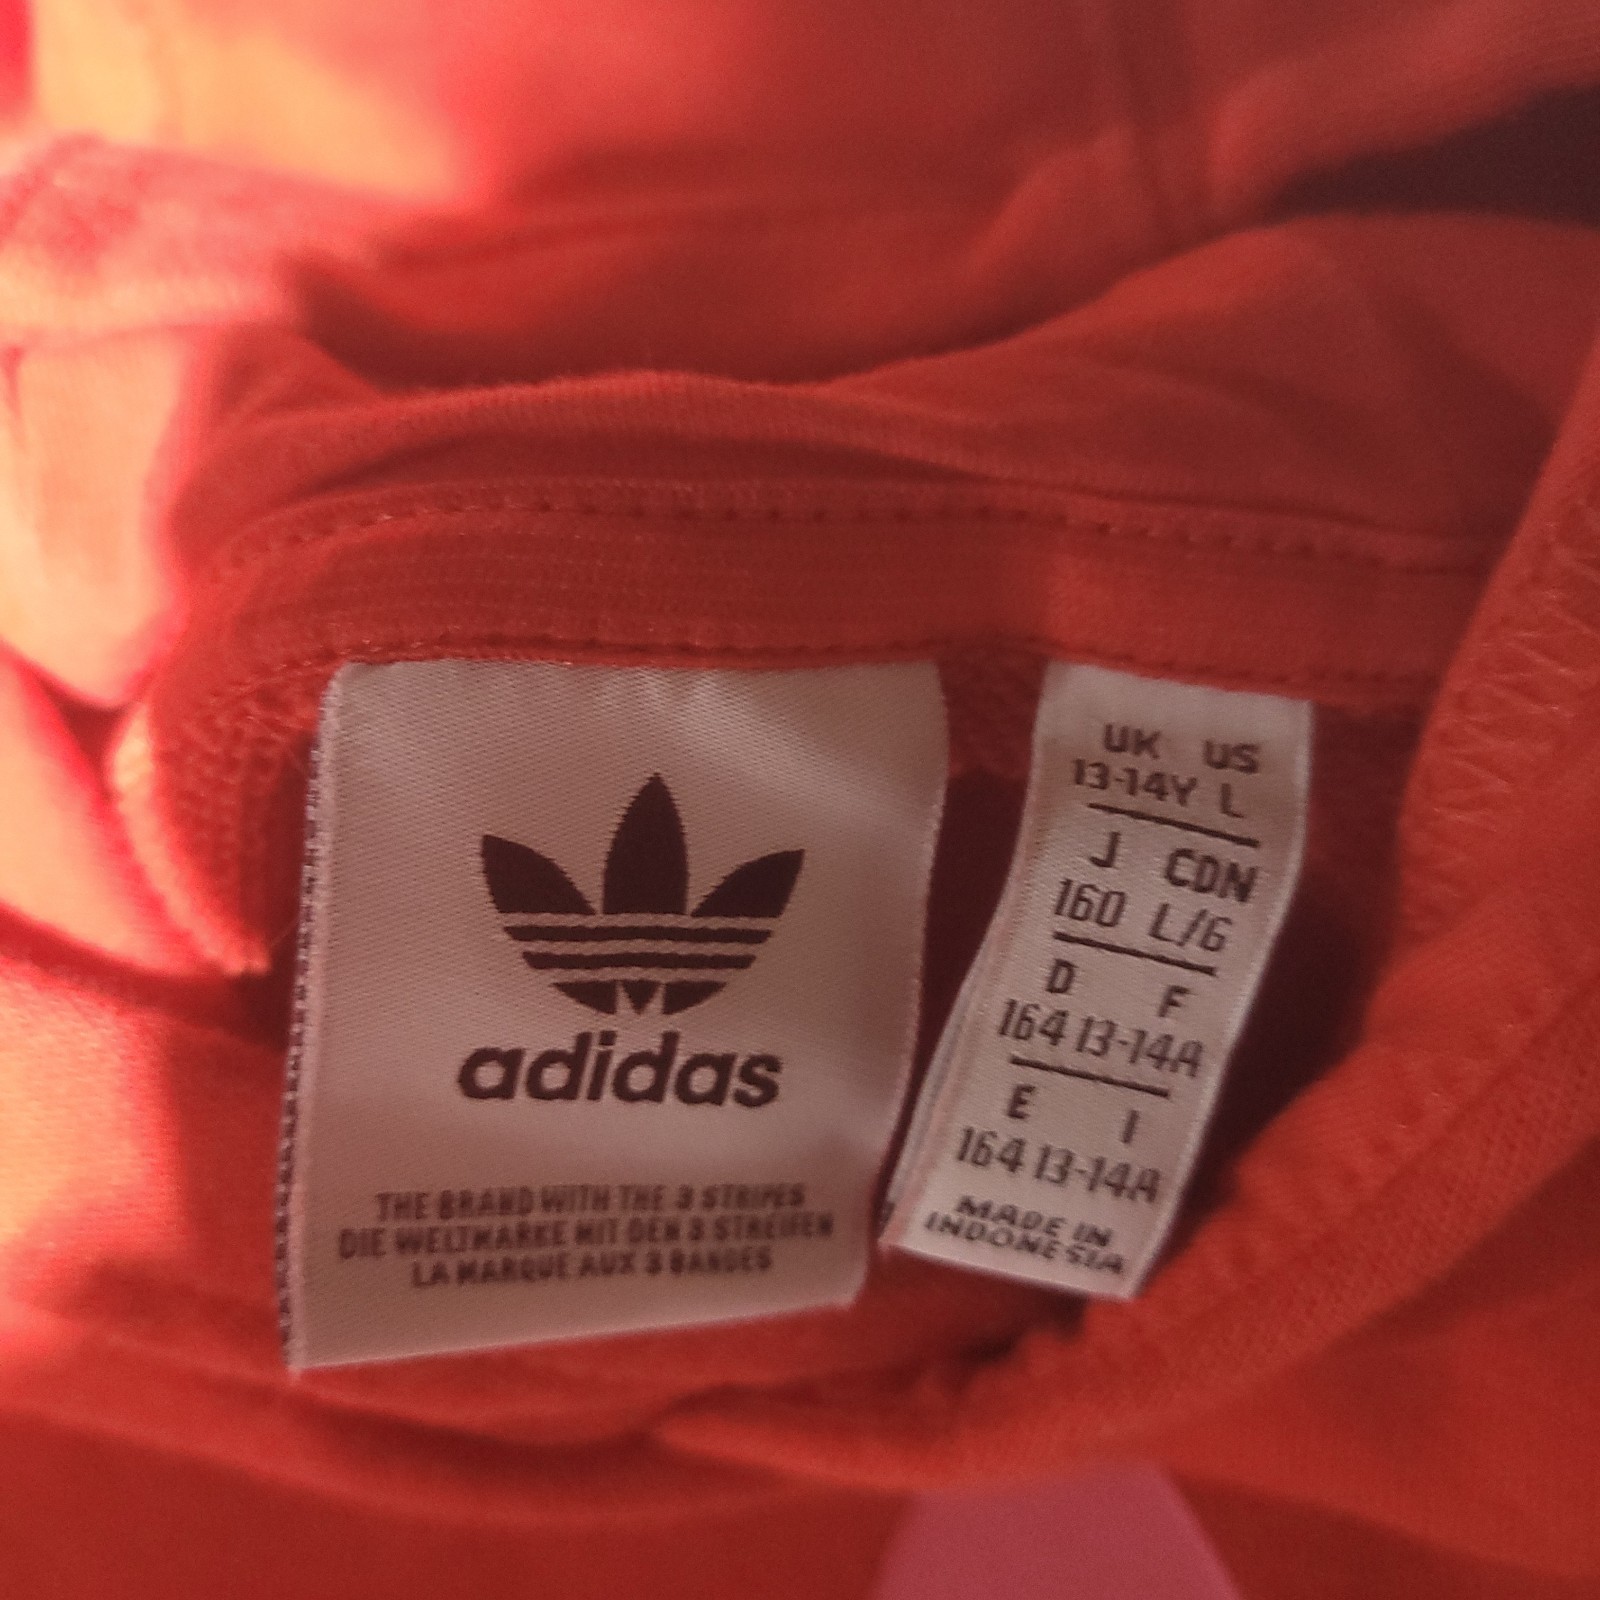 adidas
THE BRAND WITH THE 3 STRIPES
DIE WELTMARKE MIT DEN 3 STREIFEN
LA MARQUE AUX 3 BANDES
UK US
13-14Y L
J CDN
160 L/G
D F
164 13-14A
E I
164 13-14A
MADE IN
INDONESIA